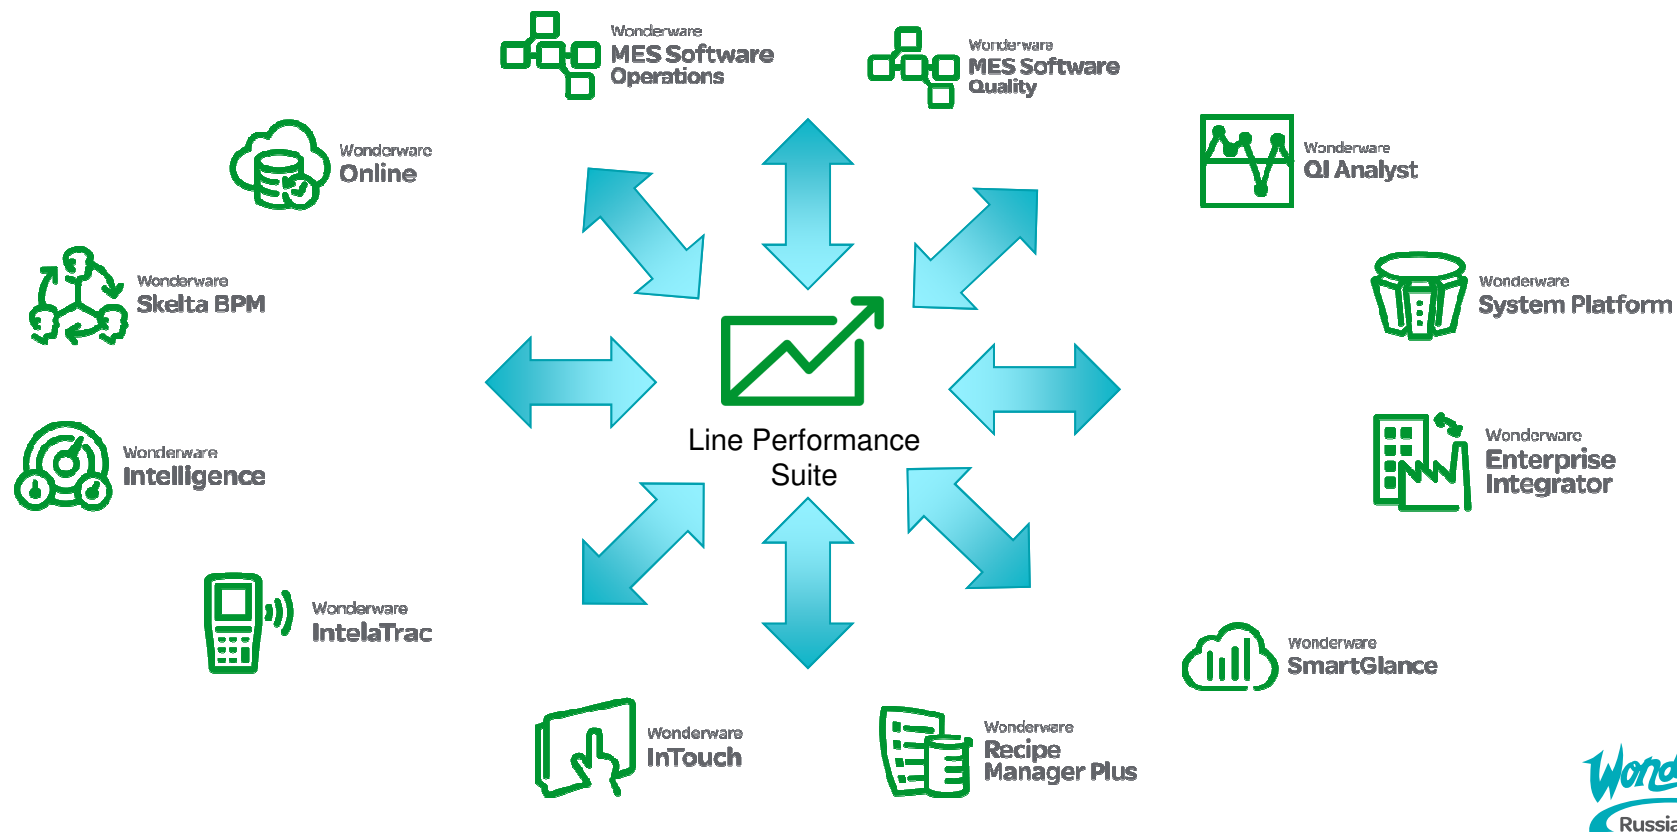 Wonderware
MES Software
Operations
Wonderware
MES Software
Quality
Wonderware
Online
Wonderware
QI Analyst
Wonderware
Skelta BPM
Wonderware
System Platform
Line Performance
Suite
Wonderware
Intelligence
Wonderware
Enterprise
Integrator
Wonderware
IntelaTrac
Wonderware
SmartGlance
Wonderware
InTouch
Wonderware
Recipe
Manager Plus
Russia